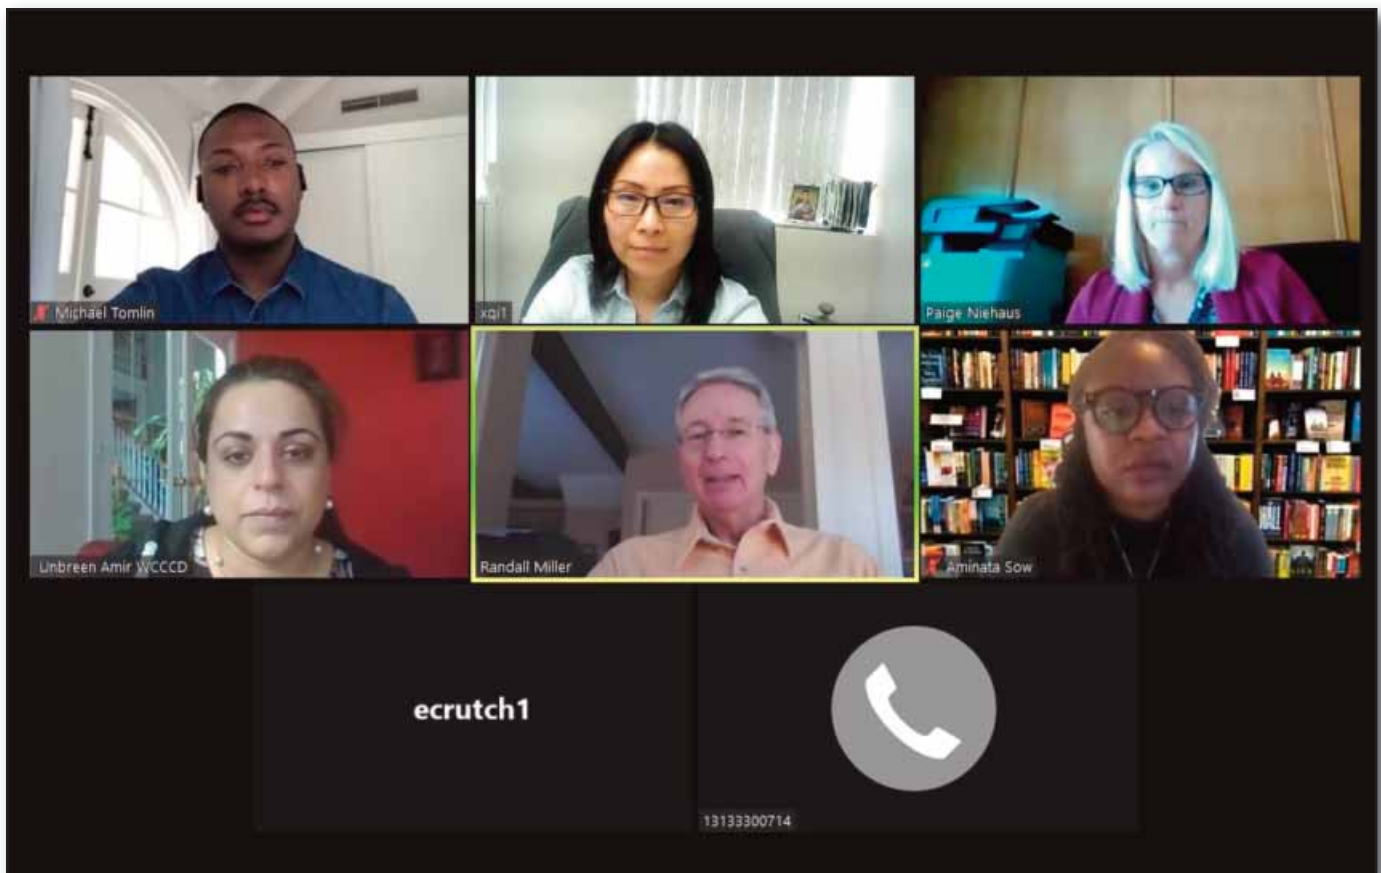 Michael Tomlin
xqi1
Paige Niehaus
Unbreen Amir WCCCD
Randall Miller
Aminata Sow
ecrutch1
13133300714